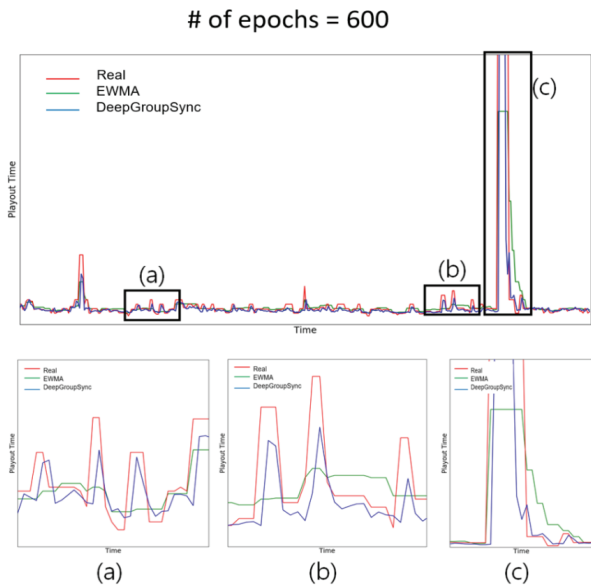 # of epochs = 600
Real
EWMA
DeepGroupSync
(c)
(a)
(b)
Playout Time
Time
Real
EWMA
DeepGroupSync
Playout Time
Time
(a)
Real
EWMA
DeepGroupSync
Playout Time
Time
(b)
Real
EWMA
DeepGroupSync
Playout Time
Time
(c)